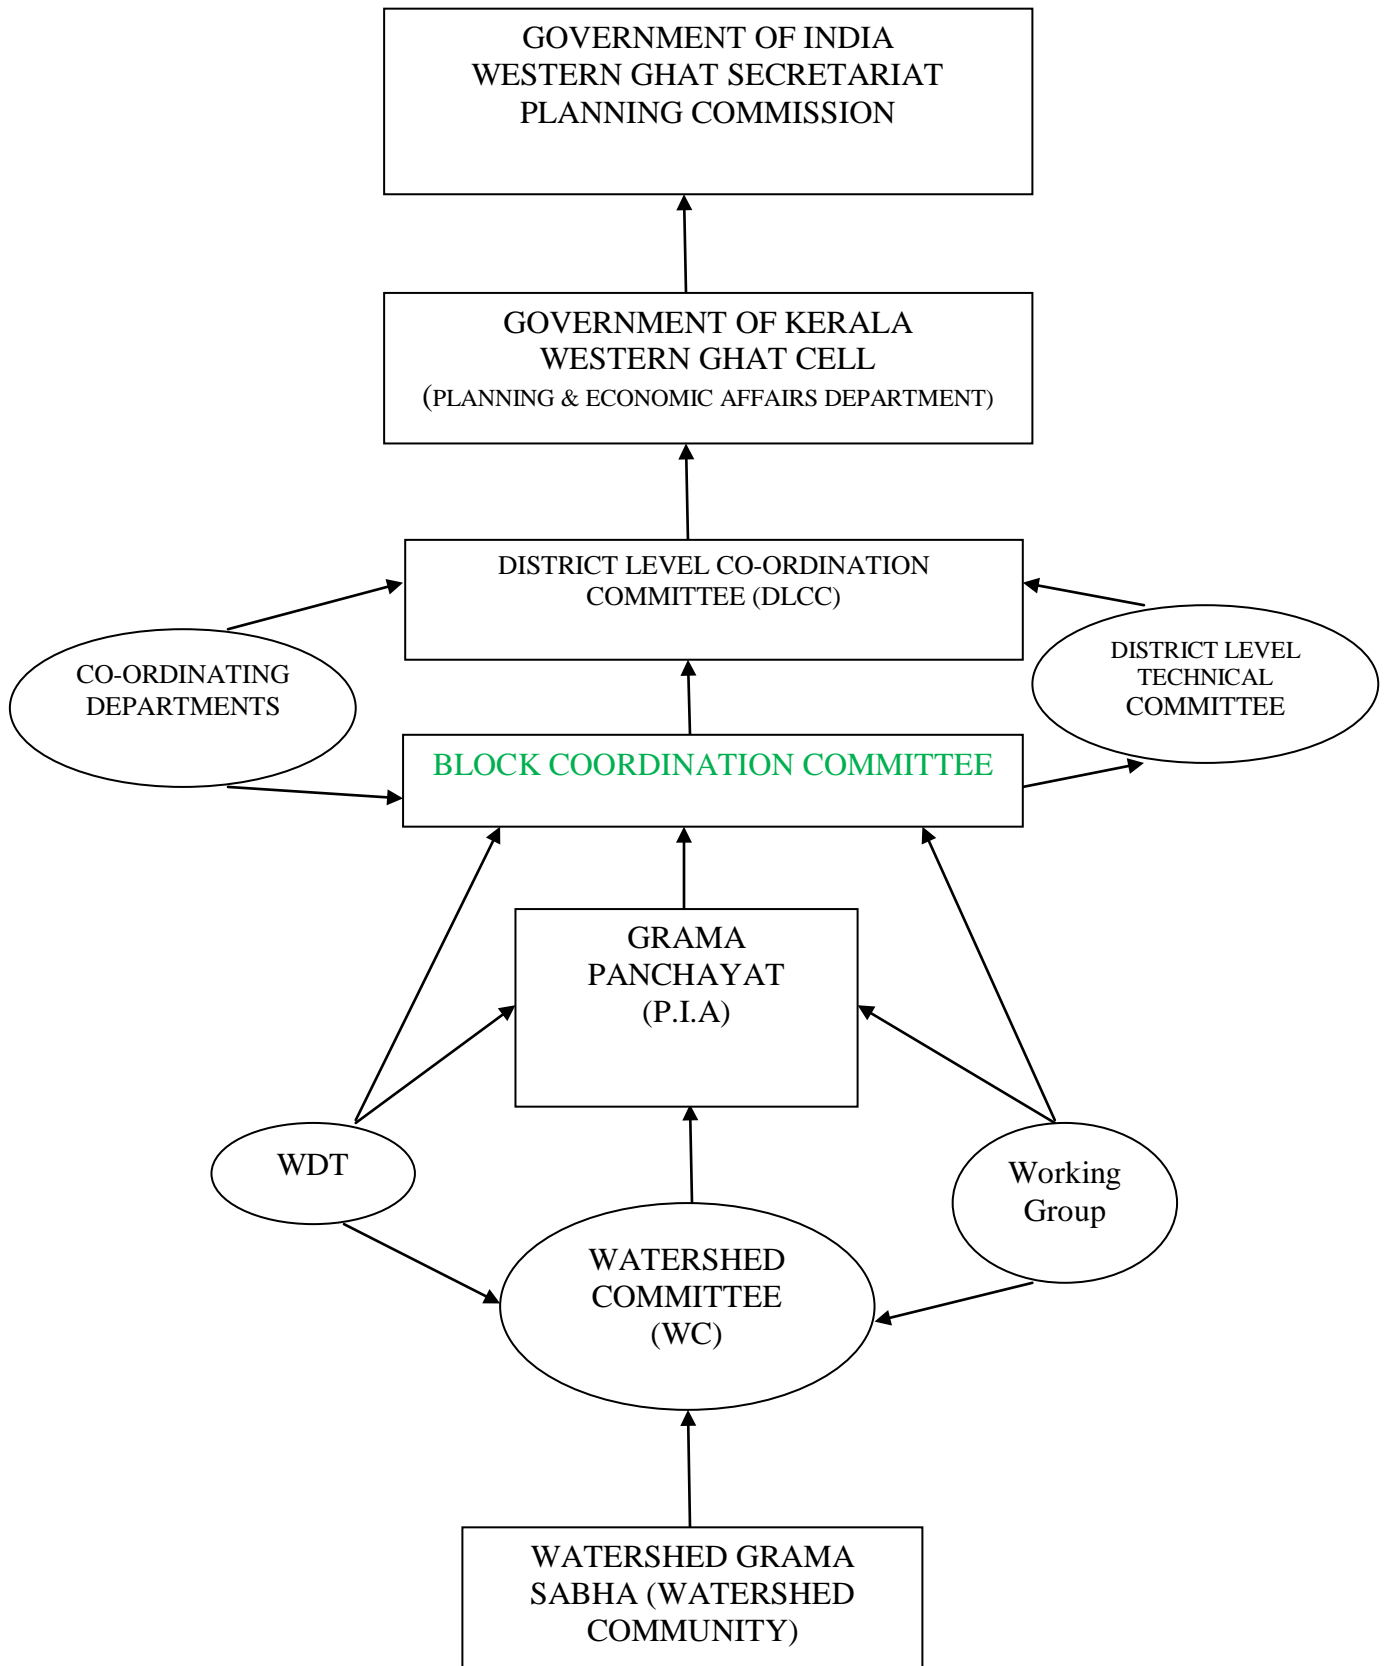 GOVERNMENT OF INDIA
WESTERN GHAT SECRETARIAT
PLANNING COMMISSION
GOVERNMENT OF KERALA
WESTERN GHAT CELL
(PLANNING & ECONOMIC AFFAIRS DEPARTMENT)
DISTRICT LEVEL CO-ORDINATION
COMMITTEE (DLCC)
CO-ORDINATING
DEPARTMENTS
DISTRICT LEVEL
TECHNICAL
COMMITTEE
BLOCK COORDINATION COMMITTEE
GRAMA
PANCHAYAT
(P.I.A)
WDT
Working
Group
WATERSHED
COMMITTEE
(WC)
WATERSHED GRAMA
SABHA (WATERSHED
COMMUNITY)